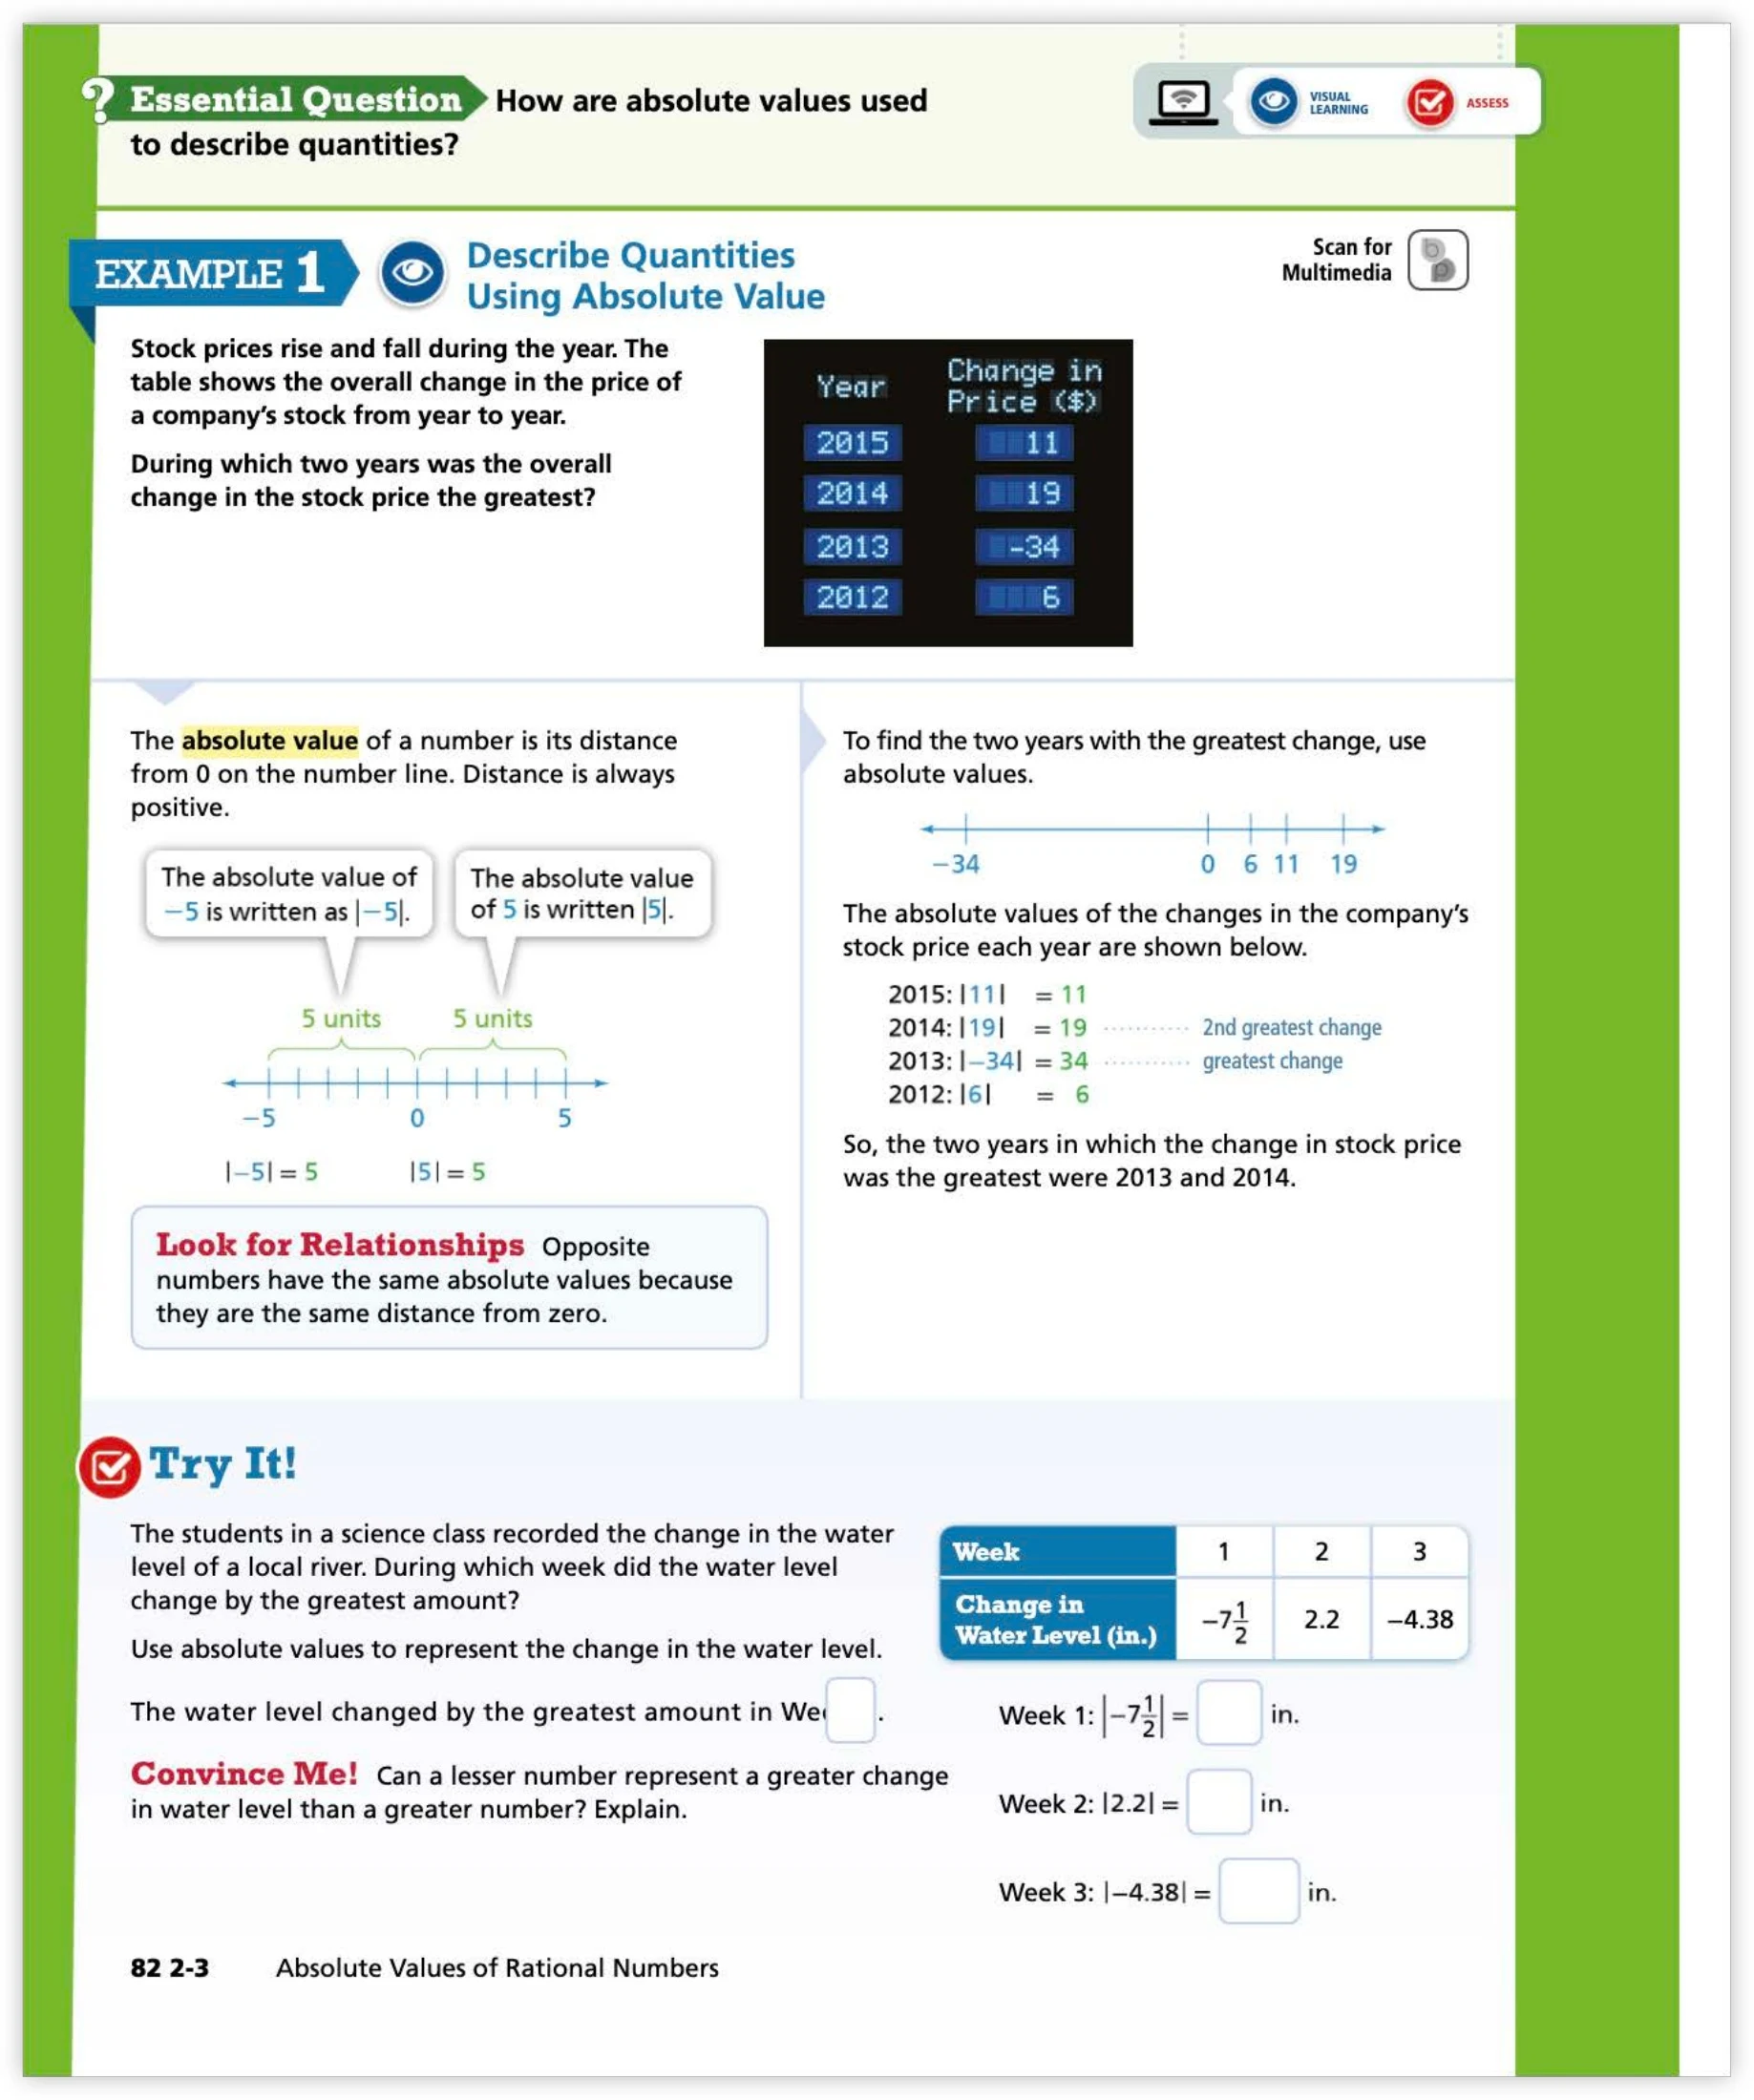 ? Essential Question How are absolute values used
to describe quantities?
VISUAL
LEARNING
ASSESS
EXAMPLE 1
Describe Quantities
Using Absolute Value
Scan for
Multimedia
Stock prices rise and fall during the year. The
table shows the overall change in the price of
a company's stock from year to year.
During which two years was the overall
change in the stock price the greatest?
Year Change in
Price ($)
2015 11
2014 19
2013 -34
2012 6
The absolute value of a number is its distance
from 0 on the number line. Distance is always
positive.
The absolute value of
−5 is written as |−5|.
The absolute value
of 5 is written |5|.
5 units 5 units
−5 0 5
|−5| = 5 |5| = 5
Look for Relationships Opposite
numbers have the same absolute values because
they are the same distance from zero.
To find the two years with the greatest change, use
absolute values.
−34 0 6 11 19
The absolute values of the changes in the company's
stock price each year are shown below.
2015: |11| = 11
2014: |19| = 19 .......... 2nd greatest change
2013: |−34| = 34 .......... greatest change
2012: |6| = 6
So, the two years in which the change in stock price
was the greatest were 2013 and 2014.
Try It!
The students in a science class recorded the change in the water
level of a local river. During which week did the water level
change by the greatest amount?
Use absolute values to represent the change in the water level.
The water level changed by the greatest amount in We .
Convince Me! Can a lesser number represent a greater change
in water level than a greater number? Explain.
Week 1 2 3
Change in
Water Level (in.) −7 1/2 2.2 −4.38
Week 1: |−7 1/2| = in.
Week 2: |2.2| = in.
Week 3: |−4.38| = in.
82 2-3 Absolute Values of Rational Numbers